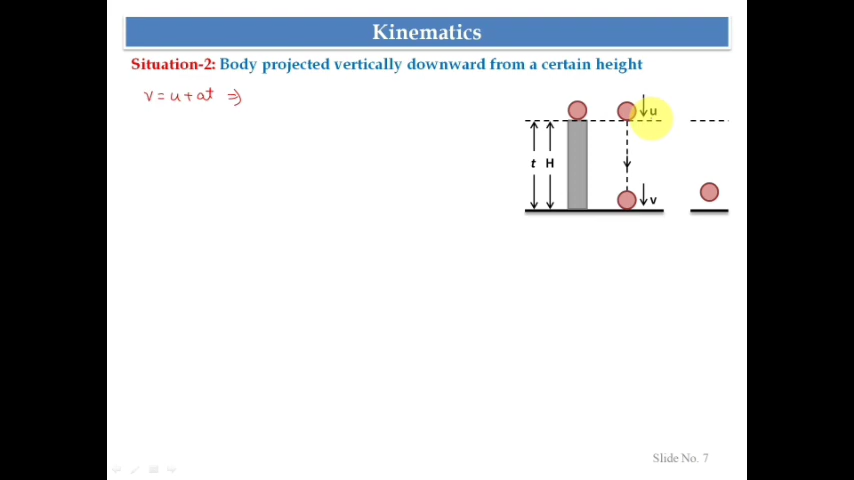 Kinematics
Situation-2: Body projected vertically downward from a certain height
v = u + at ⇒
u
t H
v
Slide No. 7